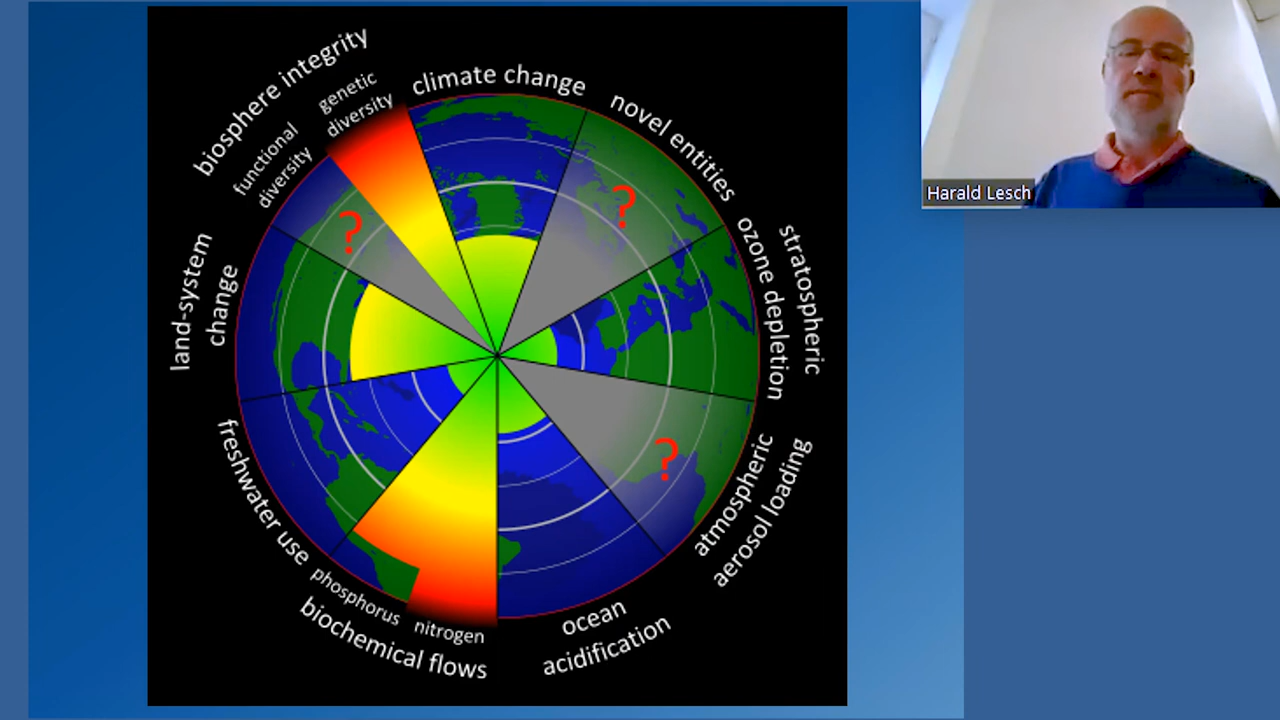 biosphere integrity
genetic
diversity
functional
diversity
climate change
novel entities
stratospheric
ozone depletion
land-system
change
?
?
?
freshwater use
atmospheric
aerosol loading
phosphorus
nitrogen
biochemical flows
ocean
acidification
Harald Lesch